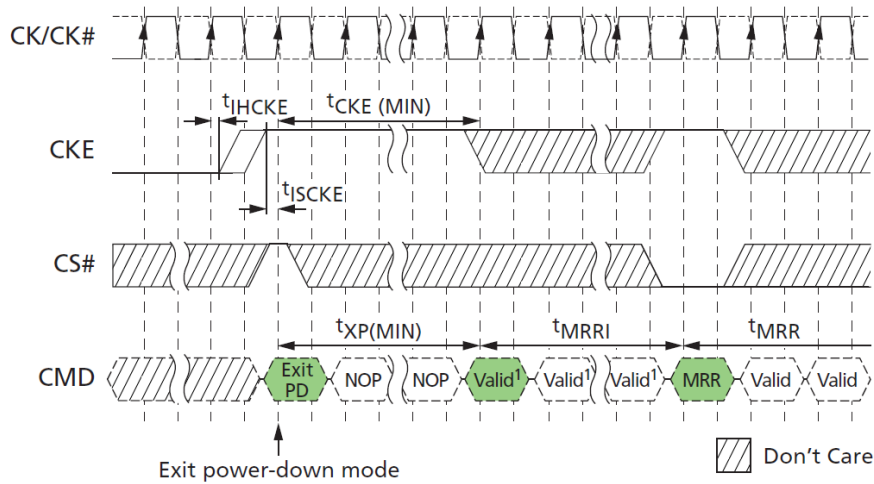 CK/CK#
tIHCKE
tCKE (MIN)
CKE
tISCKE
CS#
tXP(MIN) tMRRI tMRR
CMD Exit PD NOP NOP Valid¹ Valid¹ Valid¹ MRR Valid Valid
Exit power-down mode
Don't Care